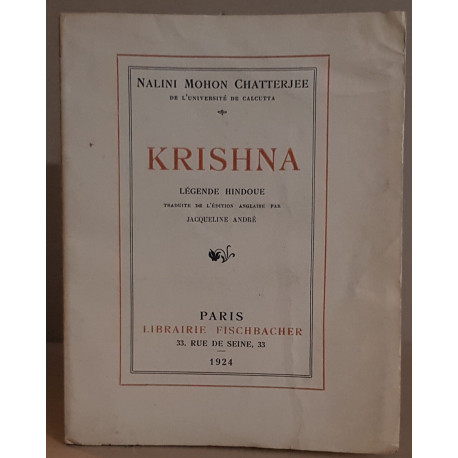 NALINI MOHON CHATTERJEE
DE L'UNIVERSITÉ DE CALCUTTA
KRISHNA
LÉGENDE HINDOUE
TRADUITE DE L'ÉDITION ANGLAISE PAR
JACQUELINE ANDRÉ
PARIS
LIBRAIRIE FISCHBACHER
33, RUE DE SEINE, 33
1924